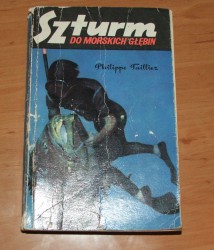 Szturm
DO MORSKICH GŁĘBIN
Philippe Tailliez